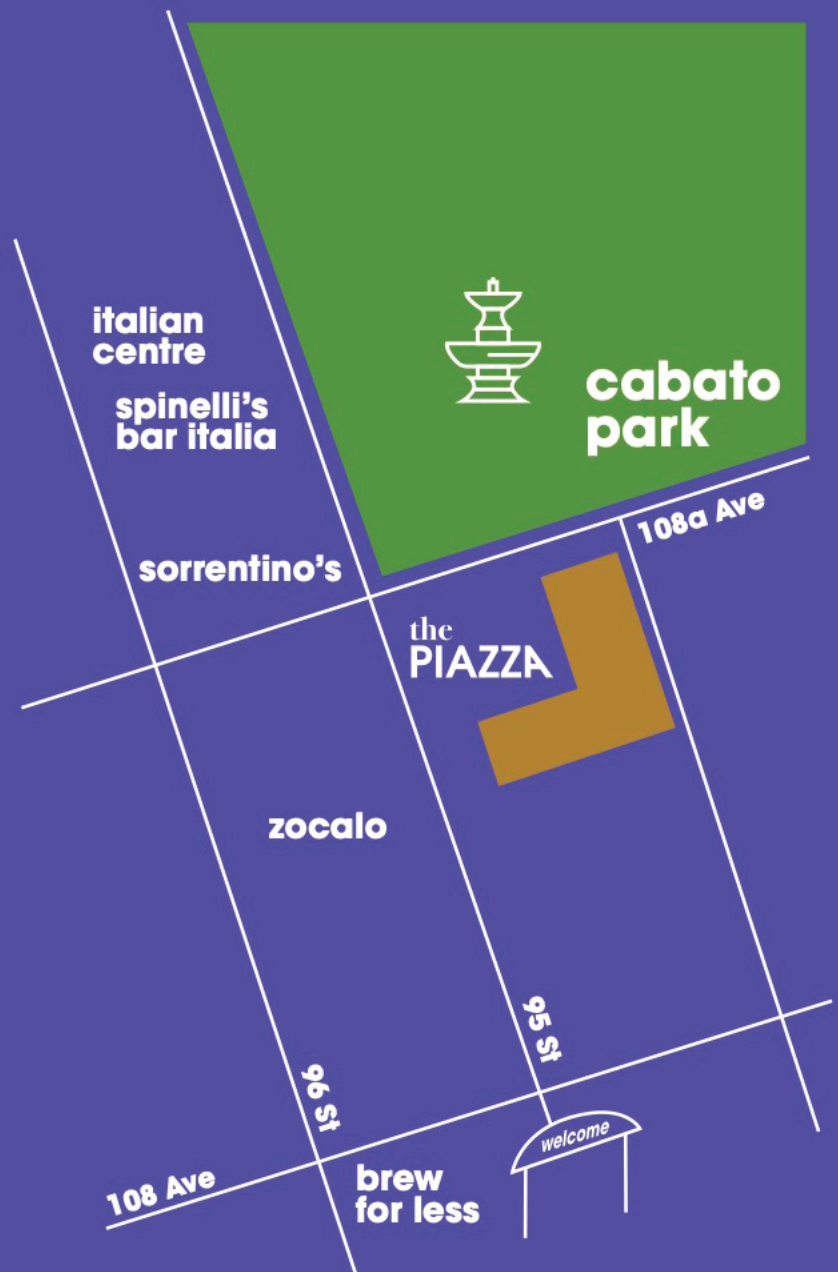 italian
centre
spinelli's
bar italia
cabato
park
108a Ave
sorrentino's
the
PIAZZA
zocalo
95 St
96 St
welcome
108 Ave
brew
for less